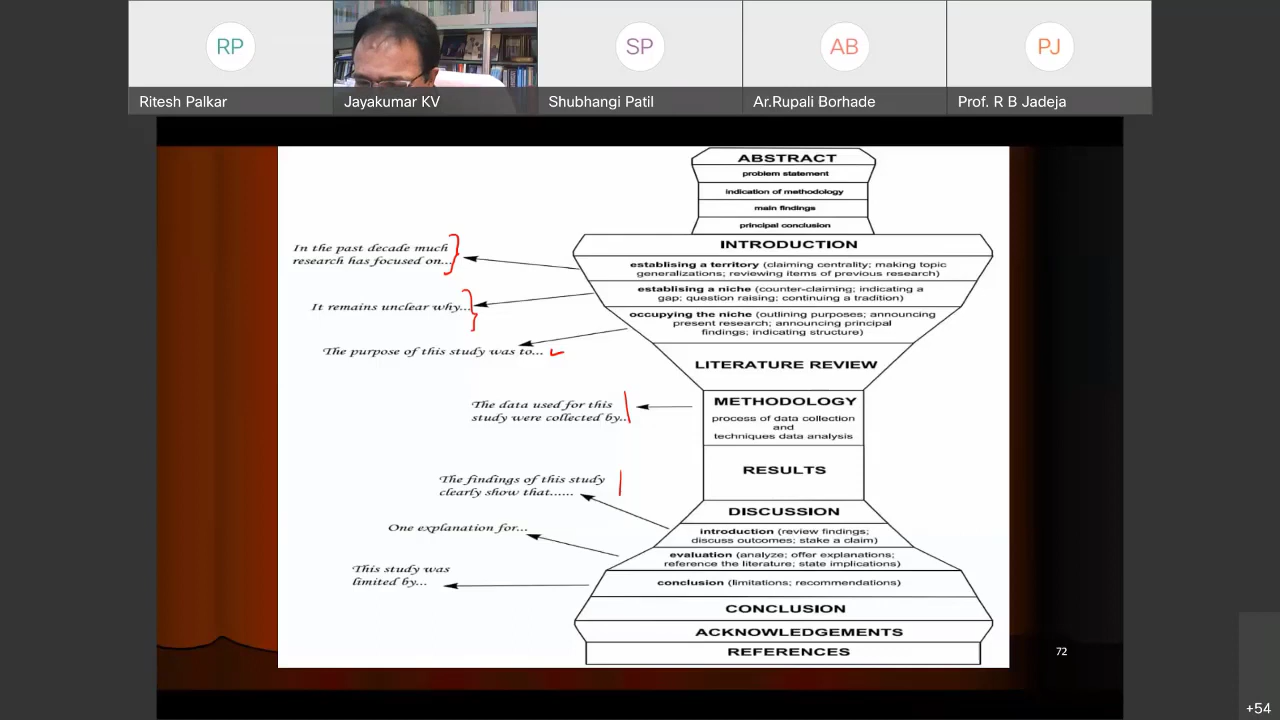 RP
SP
AB
PJ
Ritesh Palkar
Jayakumar KV
Shubhangi Patil
Ar.Rupali Borhade
Prof. R B Jadeja
ABSTRACT
problem statement
indication of methodology
main findings
principal conclusion
INTRODUCTION
In the past decade much
research has focused on...
establising a territory (claiming centrality; making topic
generalizations; reviewing items of previous research)
It remains unclear why...
establising a niche (counter-claiming; indicating a
gap; question raising; continuing a tradition)
The purpose of this study was to...
occupying the niche (outlining purposes; announcing
present research; announcing principal
findings; indicating structure)
LITERATURE REVIEW
The data used for this
study were collected by..
METHODOLOGY
process of data collection
and
techniques data analysis
RESULTS
The findings of this study
clearly show that......
DISCUSSION
introduction (review findings;
discuss outcomes; stake a claim)
One explanation for...
evaluation (analyze; offer explanations;
reference the literature; state implications)
This study was
limited by...
conclusion (limitations; recommendations)
CONCLUSION
ACKNOWLEDGEMENTS
REFERENCES
72
+54